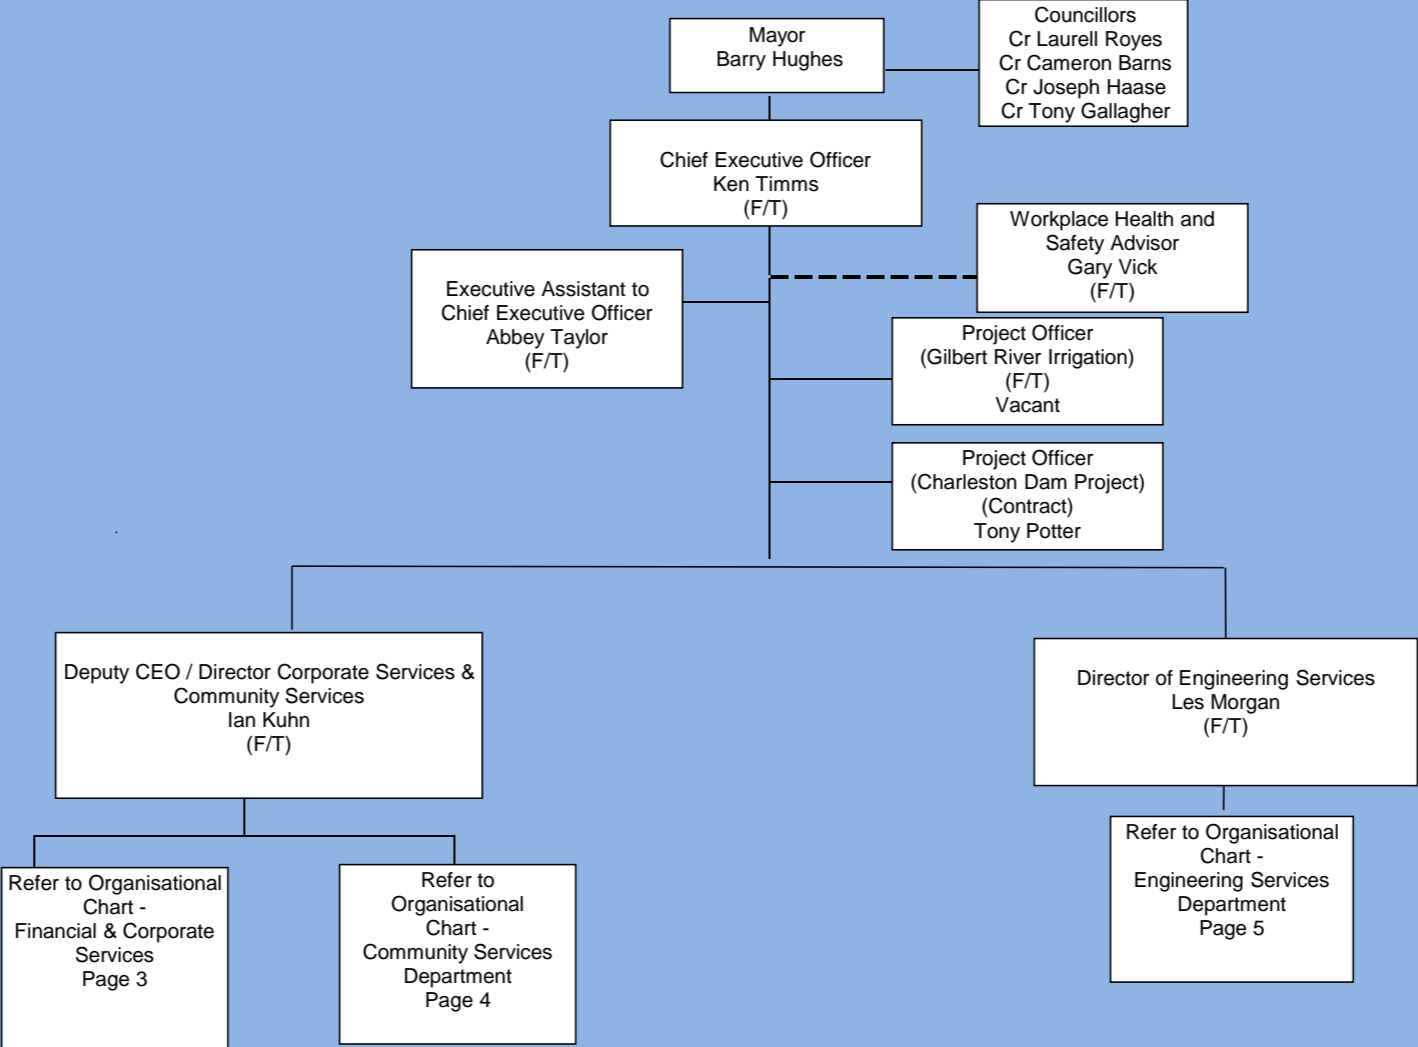 Mayor
Barry Hughes
Councillors
Cr Laurell Royes
Cr Cameron Barns
Cr Joseph Haase
Cr Tony Gallagher
Chief Executive Officer
Ken Timms
(F/T)
Workplace Health and
Safety Advisor
Gary Vick
(F/T)
Executive Assistant to
Chief Executive Officer
Abbey Taylor
(F/T)
Project Officer
(Gilbert River Irrigation)
(F/T)
Vacant
Project Officer
(Charleston Dam Project)
(Contract)
Tony Potter
Deputy CEO / Director Corporate Services &
Community Services
Ian Kuhn
(F/T)
Director of Engineering Services
Les Morgan
(F/T)
Refer to Organisational
Chart -
Financial & Corporate
Services
Page 3
Refer to
Organisational
Chart -
Community Services
Department
Page 4
Refer to Organisational
Chart -
Engineering Services
Department
Page 5